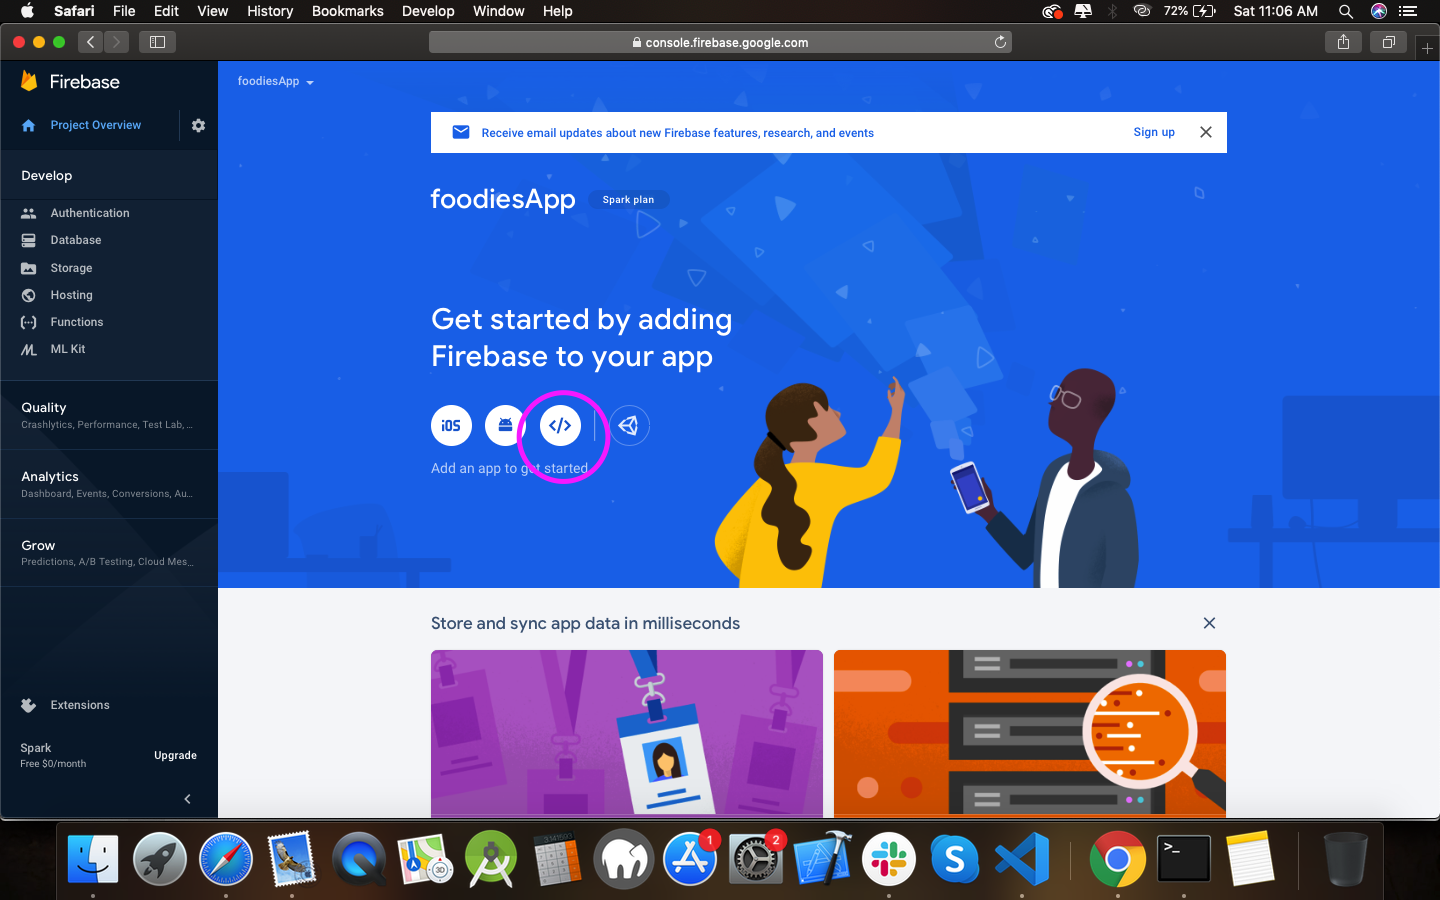 Safari File Edit View History Bookmarks Develop Window Help 72% Sat 11:06 AM
console.firebase.google.com
Firebase
foodiesApp
Project Overview
Receive email updates about new Firebase features, research, and events Sign up
Develop
foodiesApp Spark plan
Authentication
Database
Storage
Hosting
Functions
ML Kit
Get started by adding
Firebase to your app
iOS </>
Add an app to get started
Quality
Crashlytics, Performance, Test Lab, ...
Analytics
Dashboard, Events, Conversions, Au...
Grow
Predictions, A/B Testing, Cloud Mes...
Store and sync app data in milliseconds
Extensions
Spark
Free $0/month
Upgrade
1
2
3D
S
>_